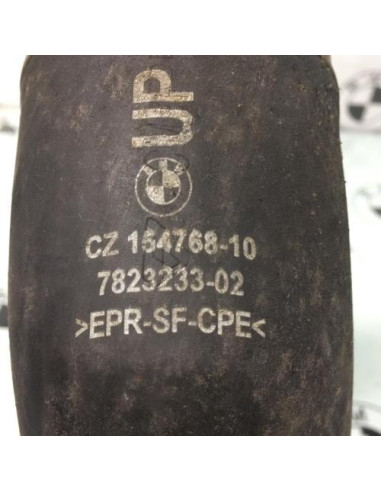 UP
CZ 154768-10
7823233-02
>EPR-SF-CPE<